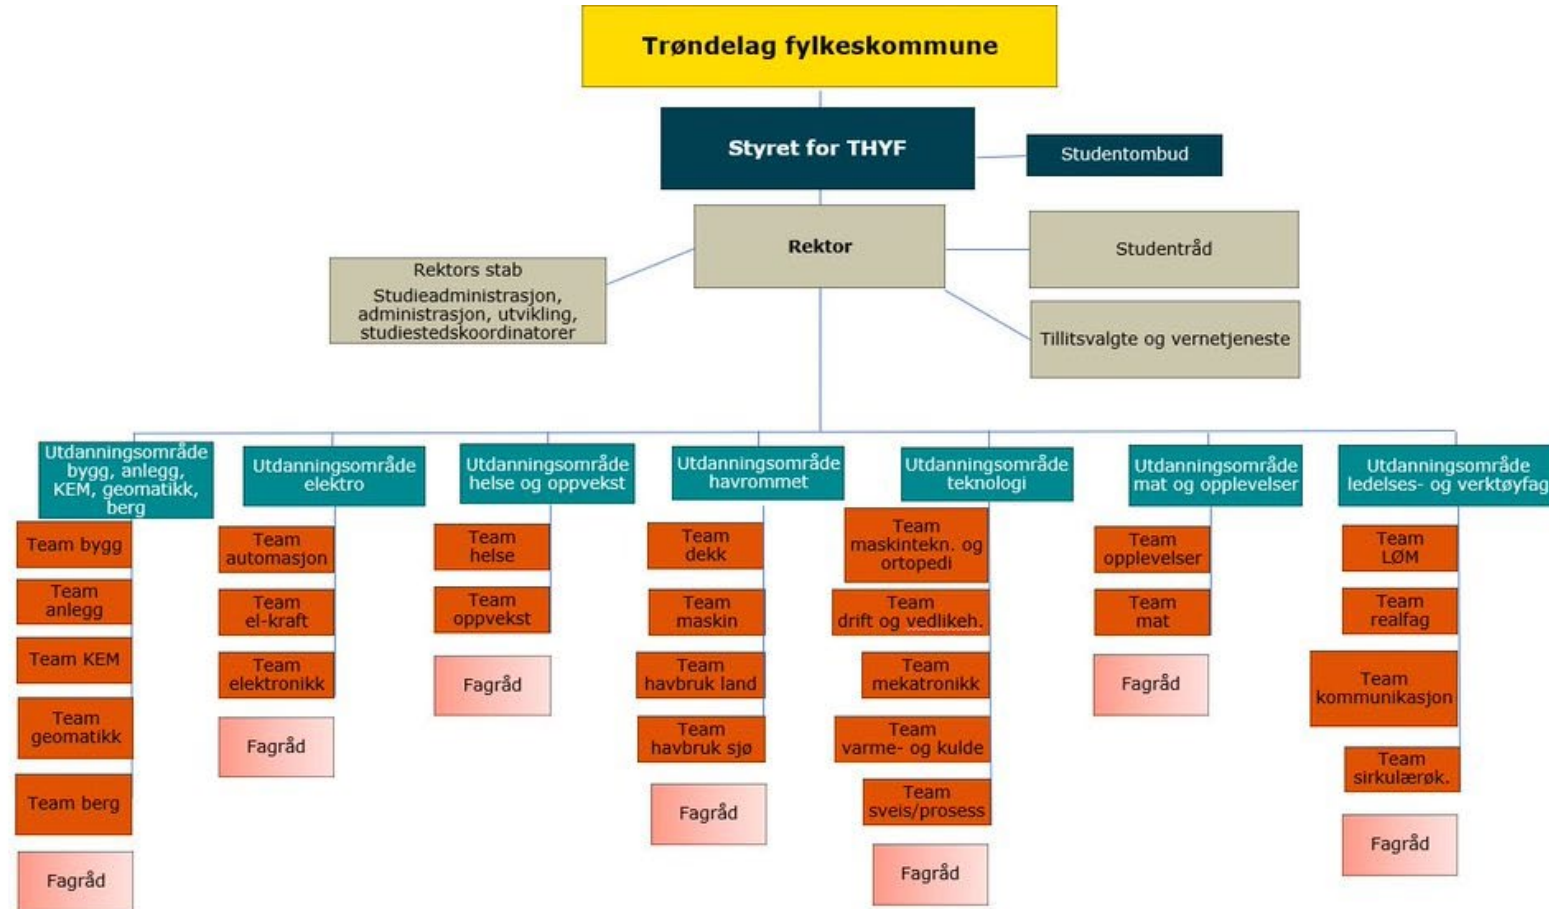 Trøndelag fylkeskommune
Styret for THYF
Studentombud
Rektor
Studentråd
Rektors stab
Studieadministrasjon,
administrasjon, utvikling,
studiestedskoordinatorer
Tillitsvalgte og vernetjeneste
Utdanningsområde
bygg, anlegg,
KEM, geomatikk,
berg
Team bygg
Team
anlegg
Team KEM
Team
geomatikk
Team berg
Fagråd
Utdanningsområde
elektro
Team
automasjon
Team
el-kraft
Team
elektronikk
Fagråd
Utdanningsområde
helse og oppvekst
Team
helse
Team
oppvekst
Fagråd
Utdanningsområde
havrommet
Team
dekk
Team
maskin
Team
havbruk land
Team
havbruk sjø
Fagråd
Utdanningsområde
teknologi
Team
maskintekn. og
ortopedi
Team
drift og vedlikeh.
Team
mekatronikk
Team
varme- og kulde
Team
sveis/prosess
Fagråd
Utdanningsområde
mat og opplevelser
Team
opplevelser
Team
mat
Fagråd
Utdanningsområde
ledelses- og verktøyfag
Team
LØM
Team
realfag
Team
kommunikasjon
Team
sirkulærøk.
Fagråd